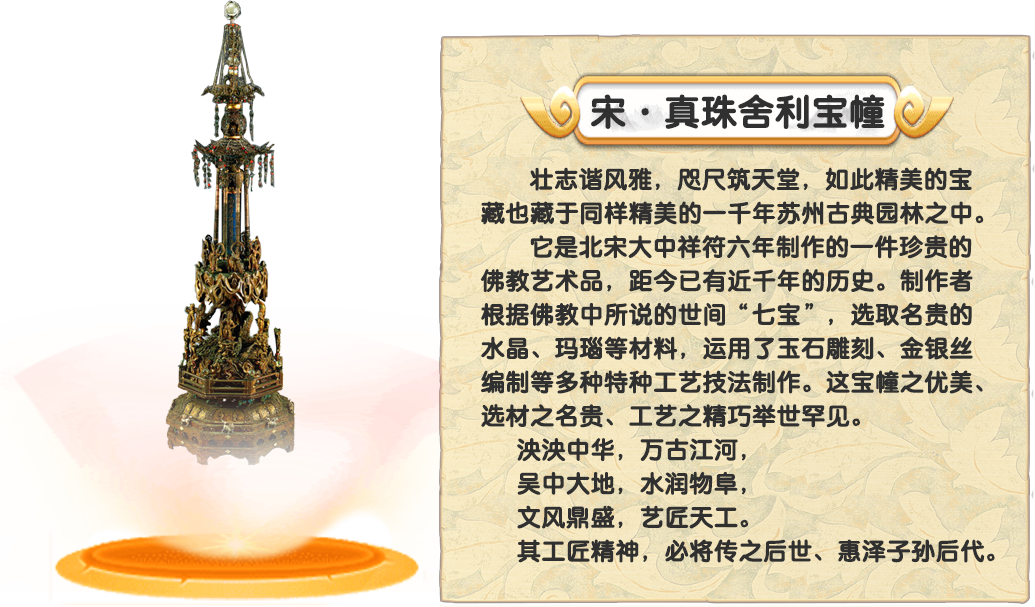 宋·真珠舍利宝幢
壮志谐风雅，咫尺筑天堂，如此精美的宝
藏也藏于同样精美的一千年苏州古典园林之中。
它是北宋大中祥符六年制作的一件珍贵的
佛教艺术品，距今已有近千年的历史。制作者
根据佛教中所说的世间“七宝”，选取名贵的
水晶、玛瑙等材料，运用了玉石雕刻、金银丝
编制等多种特种工艺技法制作。这宝幢之优美、
选材之名贵、工艺之精巧举世罕见。
泱泱中华，万古江河，
吴中大地，水润物阜，
文风鼎盛，艺匠天工。
其工匠精神，必将传之后世、惠泽子孙后代。